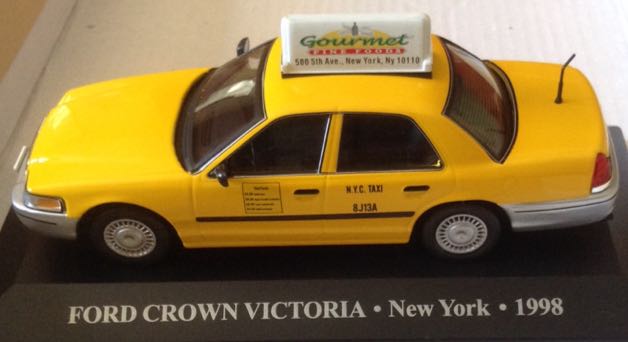 Gourmet
FINE FOODS
500 5th Ave., New York, Ny 10110
N.Y.C. TAXI
8J13A
FORD CROWN VICTORIA • New York • 1998